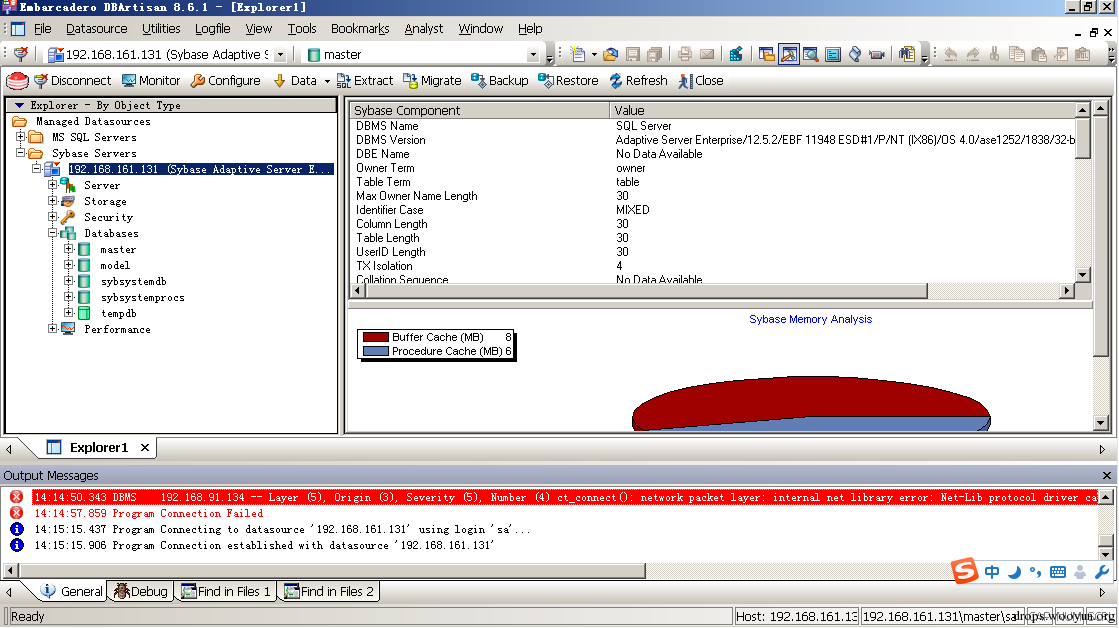 Embarcadero DBArtisan 8.6.1 - [Explorer1]
File Datasource Utilities Logfile View Tools Bookmarks Analyst Window Help
192.168.161.131 (Sybase Adaptive S master
Disconnect Monitor Configure Data Extract Migrate Backup Restore Refresh Close
Explorer - By Object Type
Managed Datasources
MS SQL Servers
Sybase Servers
192.168.161.131 (Sybase Adaptive Server E...
Server
Storage
Security
Databases
master
model
sybsystemdb
sybsystemprocs
tempdb
Performance
Sybase Component Value
DBMS Name SQL Server
DBMS Version Adaptive Server Enterprise/12.5.2/EBF 11948 ESD#1/P/NT (IX86)/OS 4.0/ase1252/1838/32-b
DBE Name No Data Available
Owner Term owner
Table Term table
Max Owner Name Length 30
Identifier Case MIXED
Column Length 30
Table Length 30
UserID Length 30
TX Isolation 4
Collation Sequence No Data Available
Sybase Memory Analysis
Buffer Cache (MB) 8
Procedure Cache (MB) 6
Explorer1
Output Messages
14:14:50.343 DBMS 192.168.91.134 -- Layer (5), Origin (3), Severity (5), Number (4) ct_connect(): network packet layer: internal net library error: Net-Lib protocol driver ca
14:14:57.859 Program Connection Failed
14:15:15.437 Program Connecting to datasource '192.168.161.131' using login 'sa'...
14:15:15.906 Program Connection established with datasource '192.168.161.131'
S 中
General Debug Find in Files 1 Find in Files 2
Ready Host: 192.168.161.13 192.168.161.131\master\sa
drops.wooyun.org